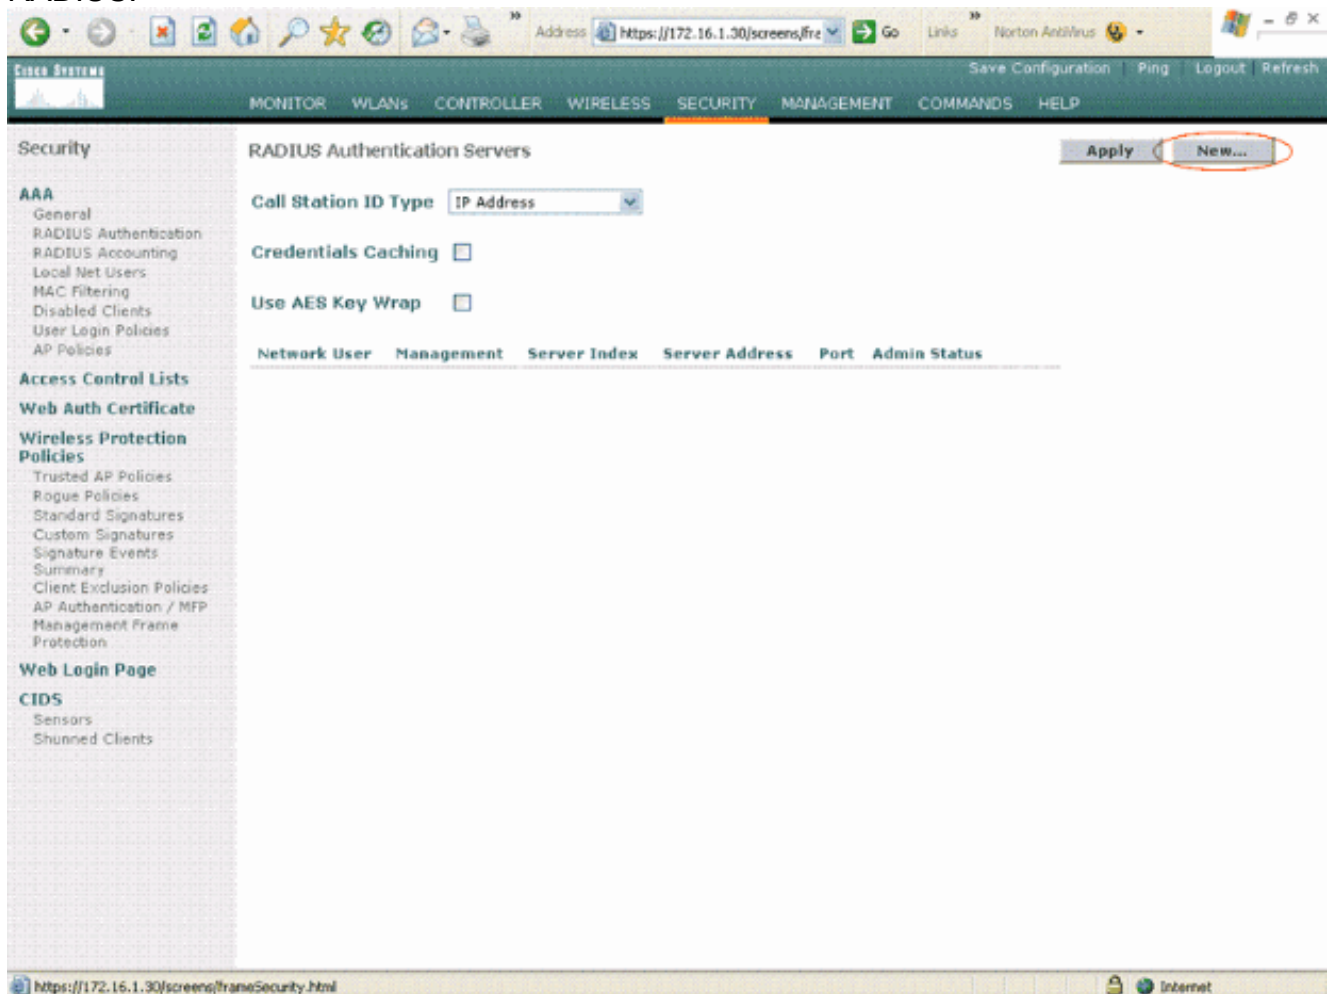 RADIUS.
»
Address https://172.16.1.30/screens/fra Go Links » Norton AntiVirus
CISCO SYSTEMS
Save Configuration | Ping | Logout | Refresh
MONITOR WLANs CONTROLLER WIRELESS SECURITY MANAGEMENT COMMANDS HELP
Security
AAA
General
RADIUS Authentication
RADIUS Accounting
Local Net Users
MAC Filtering
Disabled Clients
User Login Policies
AP Policies
Access Control Lists
Web Auth Certificate
Wireless Protection
Policies
Trusted AP Policies
Rogue Policies
Standard Signatures
Custom Signatures
Signature Events
Summary
Client Exclusion Policies
AP Authentication / MFP
Management Frame
Protection
Web Login Page
CIDS
Sensors
Shunned Clients
RADIUS Authentication Servers
Apply
New...
Call Station ID Type IP Address
Credentials Caching
Use AES Key Wrap
Network User Management Server Index Server Address Port Admin Status
https://172.16.1.30/screens/frameSecurity.html
Internet